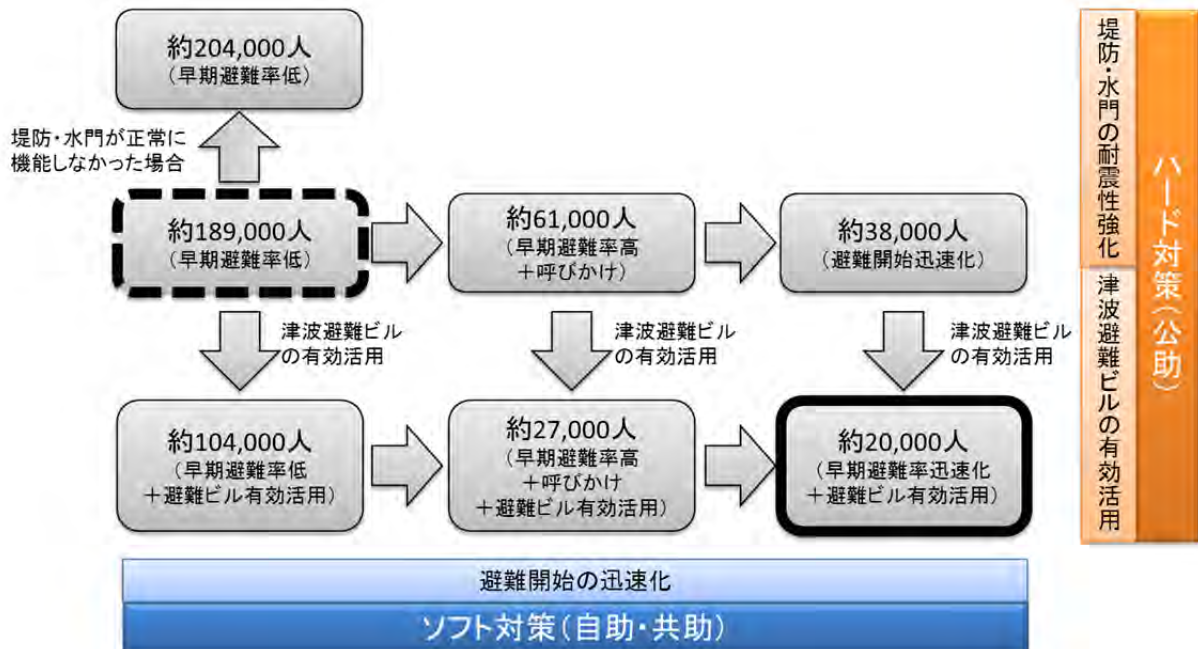 約204,000人
（早期避難率低）
堤防・水門が正常に
機能しなかった場合
約189,000人
（早期避難率低）
約61,000人
（早期避難率高
＋呼びかけ）
約38,000人
（避難開始迅速化）
津波避難ビル
の有効活用
津波避難ビル
の有効活用
津波避難ビル
の有効活用
約104,000人
（早期避難率低
＋避難ビル有効活用）
約27,000人
（早期避難率高
＋呼びかけ
＋避難ビル有効活用）
約20,000人
（早期避難率迅速化
＋避難ビル有効活用）
避難開始の迅速化
ソフト対策（自助・共助）
堤防・水門の耐震性強化
津波避難ビルの有効活用
ハード対策（公助）